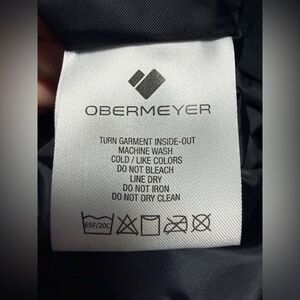 OBERMEYER
TURN GARMENT INSIDE-OUT
MACHINE WASH
COLD / LIKE COLORS
DO NOT BLEACH
LINE DRY
DO NOT IRON
DO NOT DRY CLEAN
65F/20C